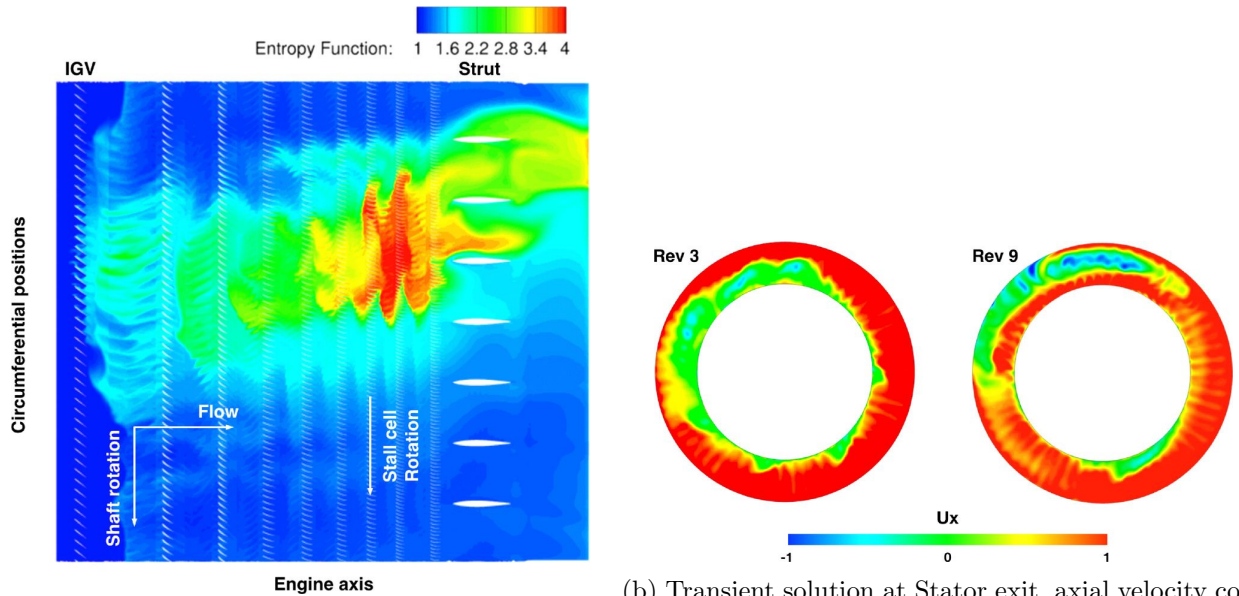 Entropy Function: 1 1.6 2.2 2.8 3.4 4
IGV
Strut
Circumferential positions
Flow
Shaft rotation
Stall cell
Rotation
Engine axis
Rev 3
Rev 9
Ux
-1 0 1
(b) Transient solution at Stator exit, axial velocity co